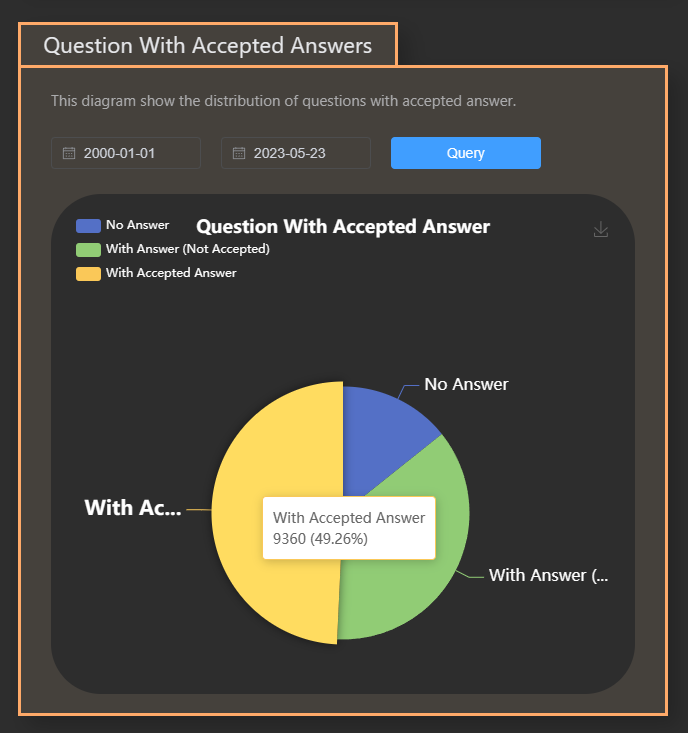 Question With Accepted Answers
This diagram show the distribution of questions with accepted answer.
2000-01-01
2023-05-23
Query
No Answer
Question With Accepted Answer
With Answer (Not Accepted)
With Accepted Answer
No Answer
With Ac...
With Accepted Answer
9360 (49.26%)
With Answer (...